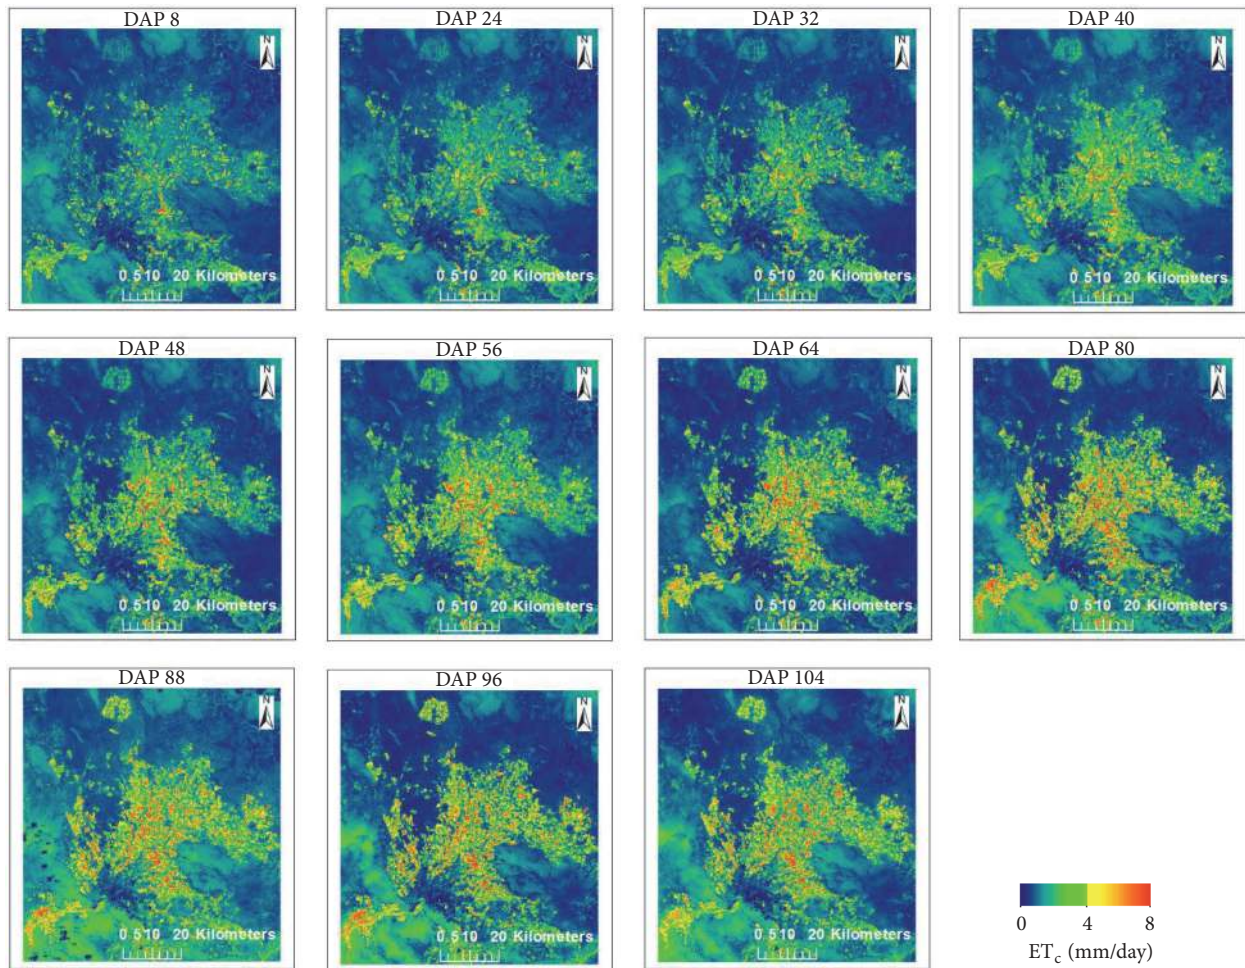 DAP 8
DAP 24
DAP 32
DAP 40
N
N
N
N
0 5 10 20 Kilometers
0 5 10 20 Kilometers
0 5 10 20 Kilometers
0 5 10 20 Kilometers
DAP 48
DAP 56
DAP 64
DAP 80
N
N
N
N
0 5 10 20 Kilometers
0 5 10 20 Kilometers
0 5 10 20 Kilometers
0 5 10 20 Kilometers
DAP 88
DAP 96
DAP 104
N
N
N
0 5 10 20 Kilometers
0 5 10 20 Kilometers
0 5 10 20 Kilometers
0 4 8
ETc (mm/day)